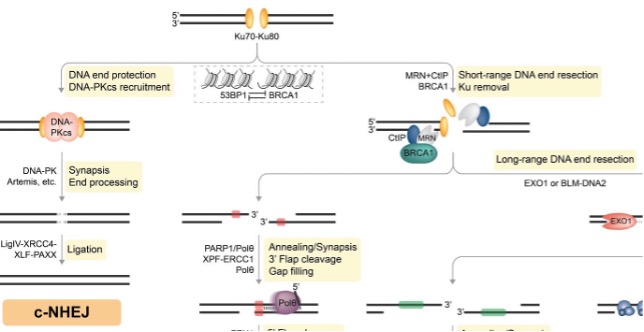 5'
3'
Ku70-Ku80
DNA end protection
DNA-PKcs recruitment
53BP1
BRCA1
MRN+CtIP
BRCA1
Short-range DNA end resection
Ku removal
DNA-
PKcs
5'
3'
CtIP
MRN
BRCA1
DNA-PK
Artemis, etc.
Synapsis
End processing
Long-range DNA end resection
EXO1 or BLM-DNA2
3'
3'
EXO1
LigIV-XRCC4-
XLF-PAXX
Ligation
PARP1/Polθ
XPF-ERCC1
Polθ
Annealing/Synapsis
3' Flap cleavage
Gap filling
5'
Polθ
3'
3'
c-NHEJ